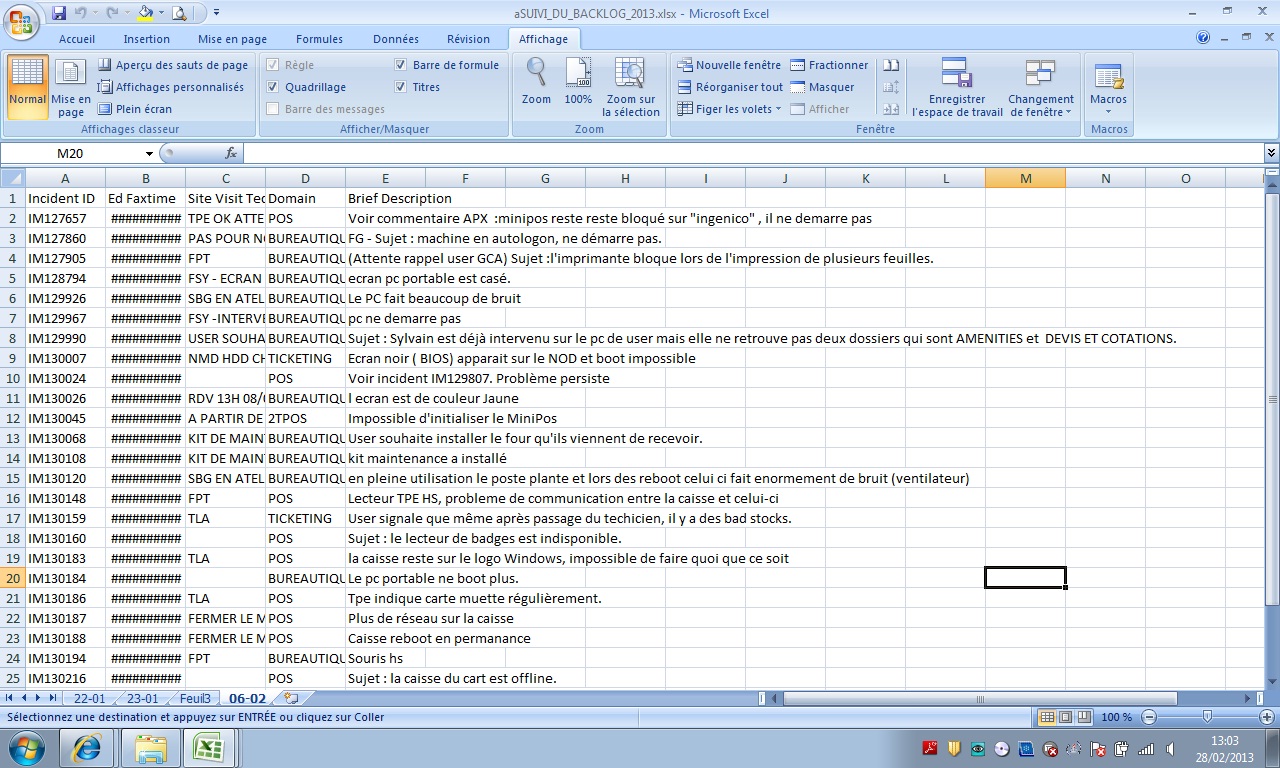 aSUIVI_DU_BACKLOG_2013.xlsx - Microsoft Excel
Accueil Insertion Mise en page Formules Données Révision Affichage
Normal
Mise en page
Aperçu des sauts de page
Affichages personnalisés
Plein écran
Affichages classeur
Règle
Quadrillage
Barre des messages
Barre de formule
Titres
Afficher/Masquer
Zoom
100%
Zoom sur la sélection
Zoom
Nouvelle fenêtre
Réorganiser tout
Figer les volets
Fractionner
Masquer
Afficher
Enregistrer l'espace de travail
Changement de fenêtre
Fenêtre
Macros
Macros
M20 fx
A B C D E F G H I J K L M N O
1 Incident ID Ed Faxtime Site Visit Tec Domain Brief Description
2 IM127657 ########## TPE OK ATTE POS Voir commentaire APX :minipos reste reste bloqué sur "ingenico" , il ne demarre pas
3 IM127860 ########## PAS POUR NO BUREAUTIQU FG - Sujet : machine en autologon, ne démarre pas.
4 IM127905 ########## FPT BUREAUTIQU (Attente rappel user GCA) Sujet :l'imprimante bloque lors de l'impression de plusieurs feuilles.
5 IM128794 ########## FSY - ECRAN BUREAUTIQU ecran pc portable est casé.
6 IM129926 ########## SBG EN ATEL BUREAUTIQU Le PC fait beaucoup de bruit
7 IM129967 ########## FSY -INTERVE BUREAUTIQU pc ne demarre pas
8 IM129990 ########## USER SOUHA BUREAUTIQU Sujet : Sylvain est déjà intervenu sur le pc de user mais elle ne retrouve pas deux dossiers qui sont AMENITIES et DEVIS ET COTATIONS.
9 IM130007 ########## NMD HDD CH TICKETING Ecran noir ( BIOS) apparait sur le NOD et boot impossible
10 IM130024 ########## POS Voir incident IM129807. Problème persiste
11 IM130026 ########## RDV 13H 08/0 BUREAUTIQU l ecran est de couleur Jaune
12 IM130045 ########## A PARTIR DE 2TPOS Impossible d'initialiser le MiniPos
13 IM130068 ########## KIT DE MAIN BUREAUTIQU User souhaite installer le four qu'ils viennent de recevoir.
14 IM130108 ########## KIT DE MAIN BUREAUTIQU kit maintenance a installé
15 IM130120 ########## SBG EN ATEL BUREAUTIQU en pleine utilisation le poste plante et lors des reboot celui ci fait enormement de bruit (ventilateur)
16 IM130148 ########## FPT POS Lecteur TPE HS, probleme de communication entre la caisse et celui-ci
17 IM130159 ########## TLA TICKETING User signale que même après passage du techicien, il y a des bad stocks.
18 IM130160 ########## POS Sujet : le lecteur de badges est indisponible.
19 IM130183 ########## TLA POS la caisse reste sur le logo Windows, impossible de faire quoi que ce soit
20 IM130184 ########## BUREAUTIQU Le pc portable ne boot plus.
21 IM130186 ########## TLA POS Tpe indique carte muette régulièrement.
22 IM130187 ########## FERMER LE M POS Plus de réseau sur la caisse
23 IM130188 ########## FERMER LE M POS Caisse reboot en permanance
24 IM130194 ########## FPT BUREAUTIQU Souris hs
25 IM130216 ########## POS Sujet : la caisse du cart est offline.
22-01 23-01 Feuil3 06-02
Sélectionnez une destination et appuyez sur ENTRÉE ou cliquez sur Coller 100 %
13:03
28/02/2013